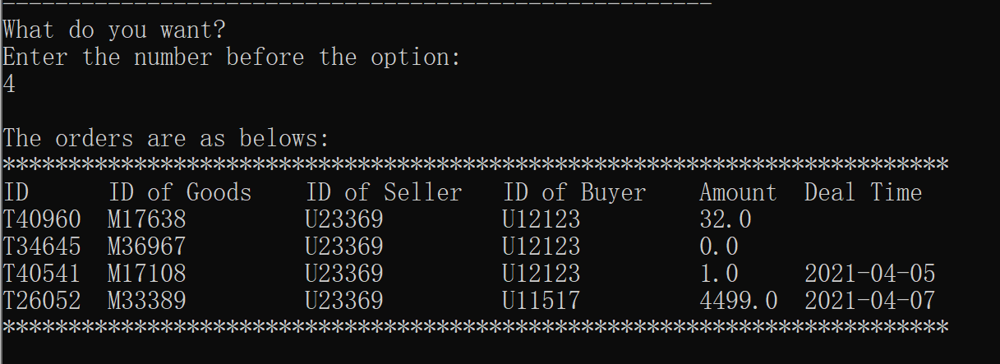 ------------------------------------------------------
What do you want?
Enter the number before the option:
4
The orders are as belows:
************************************************************************
ID      ID of Goods    ID of Seller   ID of Buyer    Amount  Deal Time
T40960  M17638         U23369         U12123         32.0
T34645  M36967         U23369         U12123         0.0
T40541  M17108         U23369         U12123         1.0     2021-04-05
T26052  M33389         U23369         U11517         4499.0  2021-04-07
************************************************************************